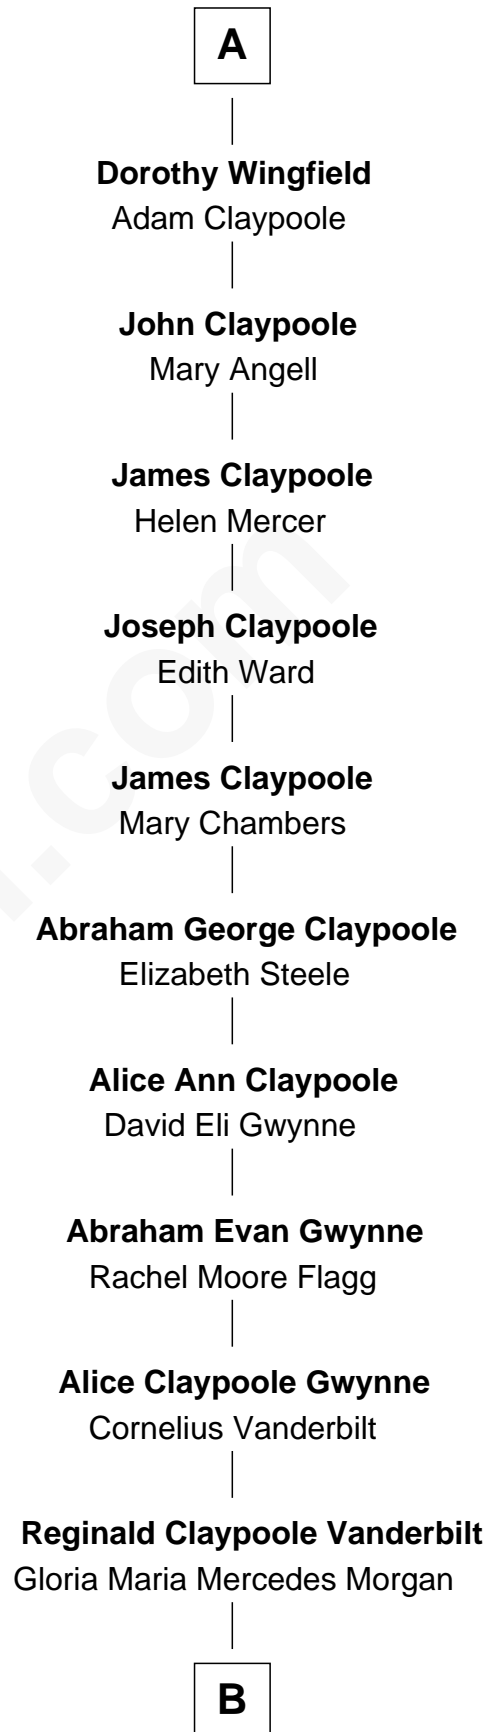 A
Dorothy Wingfield
Adam Claypoole
John Claypoole
Mary Angell
James Claypoole
Helen Mercer
Joseph Claypoole
Edith Ward
James Claypoole
Mary Chambers
Abraham George Claypoole
Elizabeth Steele
Alice Ann Claypoole
David Eli Gwynne
Abraham Evan Gwynne
Rachel Moore Flagg
Alice Claypoole Gwynne
Cornelius Vanderbilt
Reginald Claypoole Vanderbilt
Gloria Maria Mercedes Morgan
B